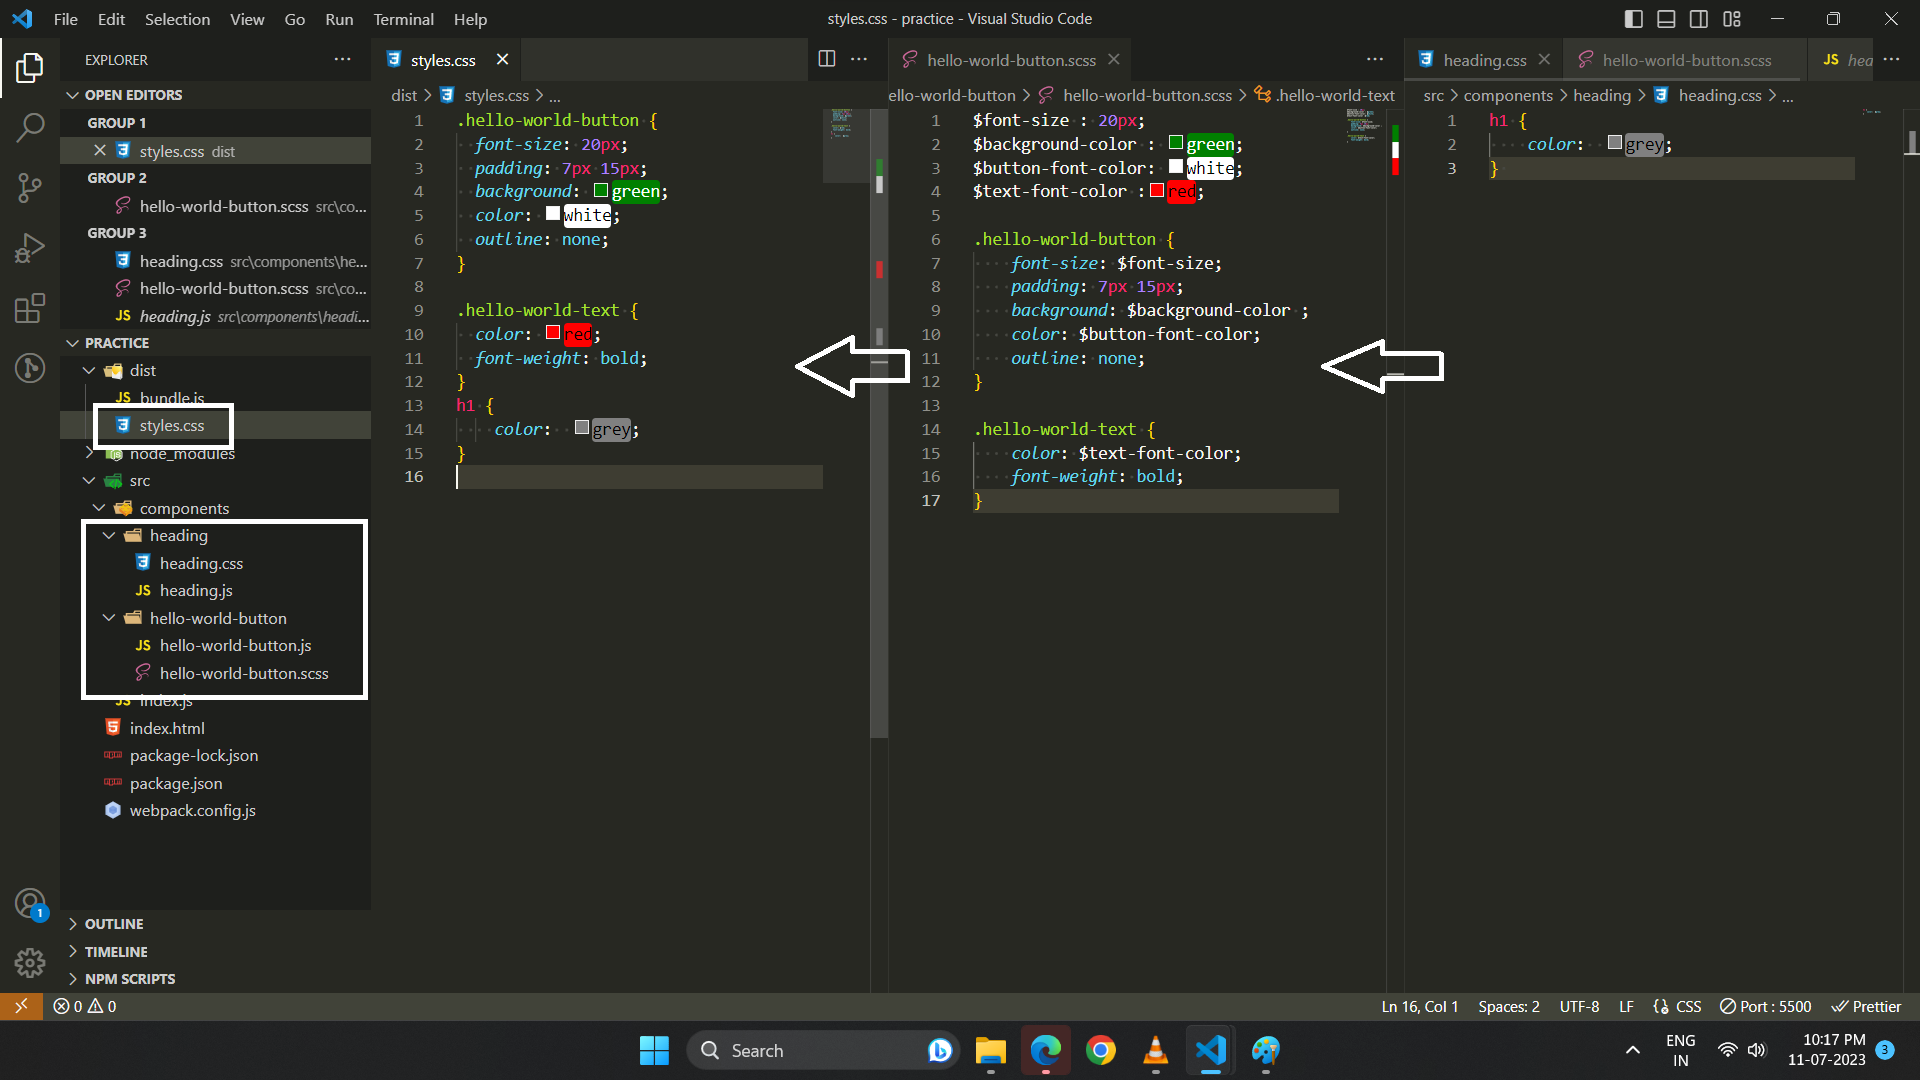 File Edit Selection View Go Run Terminal Help
styles.css - practice - Visual Studio Code
EXPLORER
OPEN EDITORS
GROUP 1
styles.css dist
GROUP 2
hello-world-button.scss src\co...
GROUP 3
heading.css src\components\he...
hello-world-button.scss src\co...
JS heading.js src\components\headi...
PRACTICE
dist
JS bundle.js
styles.css
node_modules
src
components
heading
heading.css
JS heading.js
hello-world-button
JS hello-world-button.js
hello-world-button.scss
JS index.js
index.html
package-lock.json
package.json
webpack.config.js
OUTLINE
TIMELINE
NPM SCRIPTS
styles.css
dist > styles.css > ...
1 .hello-world-button {
2 font-size: 20px;
3 padding: 7px 15px;
4 background: green;
5 color: white;
6 outline: none;
7 }
8
9 .hello-world-text {
10 color: red;
11 font-weight: bold;
12 }
13 h1 {
14 color: grey;
15 }
16
hello-world-button.scss
ello-world-button > hello-world-button.scss > .hello-world-text
1 $font-size : 20px;
2 $background-color : green;
3 $button-font-color: white;
4 $text-font-color : red;
5
6 .hello-world-button {
7 font-size: $font-size;
8 padding: 7px 15px;
9 background: $background-color ;
10 color: $button-font-color;
11 outline: none;
12 }
13
14 .hello-world-text {
15 color: $text-font-color;
16 font-weight: bold;
17 }
heading.css hello-world-button.scss JS hea
src > components > heading > heading.css > ...
1 h1 {
2 color: grey;
3 }
1
0 0
Ln 16, Col 1 Spaces: 2 UTF-8 LF {} CSS Port : 5500 Prettier
Search
ENG
IN
10:17 PM
11-07-2023
3